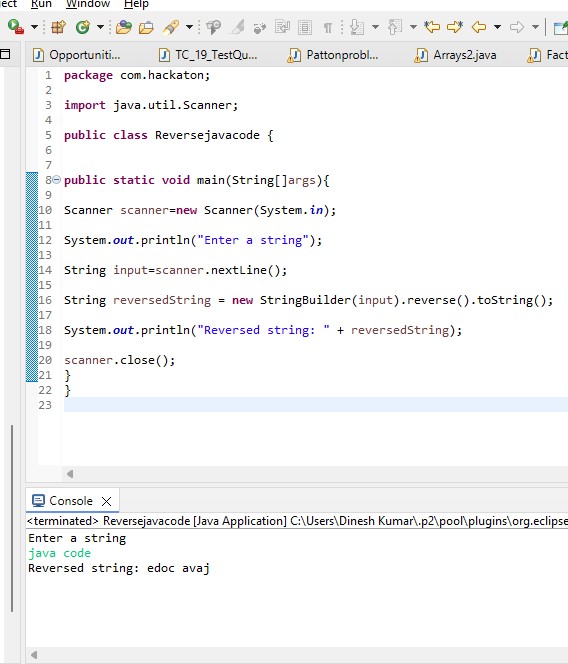 ect Run Window Help
Opportuniti... TC_19_TestQu... Pattonprobl... Arrays2.java Fact
1 package com.hackaton;
2
3 import java.util.Scanner;
4
5 public class Reversejavacode {
6
7
8 public static void main(String[]args){
9
10 Scanner scanner=new Scanner(System.in);
11
12 System.out.println("Enter a string");
13
14 String input=scanner.nextLine();
15
16 String reversedString = new StringBuilder(input).reverse().toString();
17
18 System.out.println("Reversed string: " + reversedString);
19
20 scanner.close();
21 }
22 }
23
Console
<terminated> Reversejavacode [Java Application] C:\Users\Dinesh Kumar\.p2\pool\plugins\org.eclipse
Enter a string
java code
Reversed string: edoc avaj